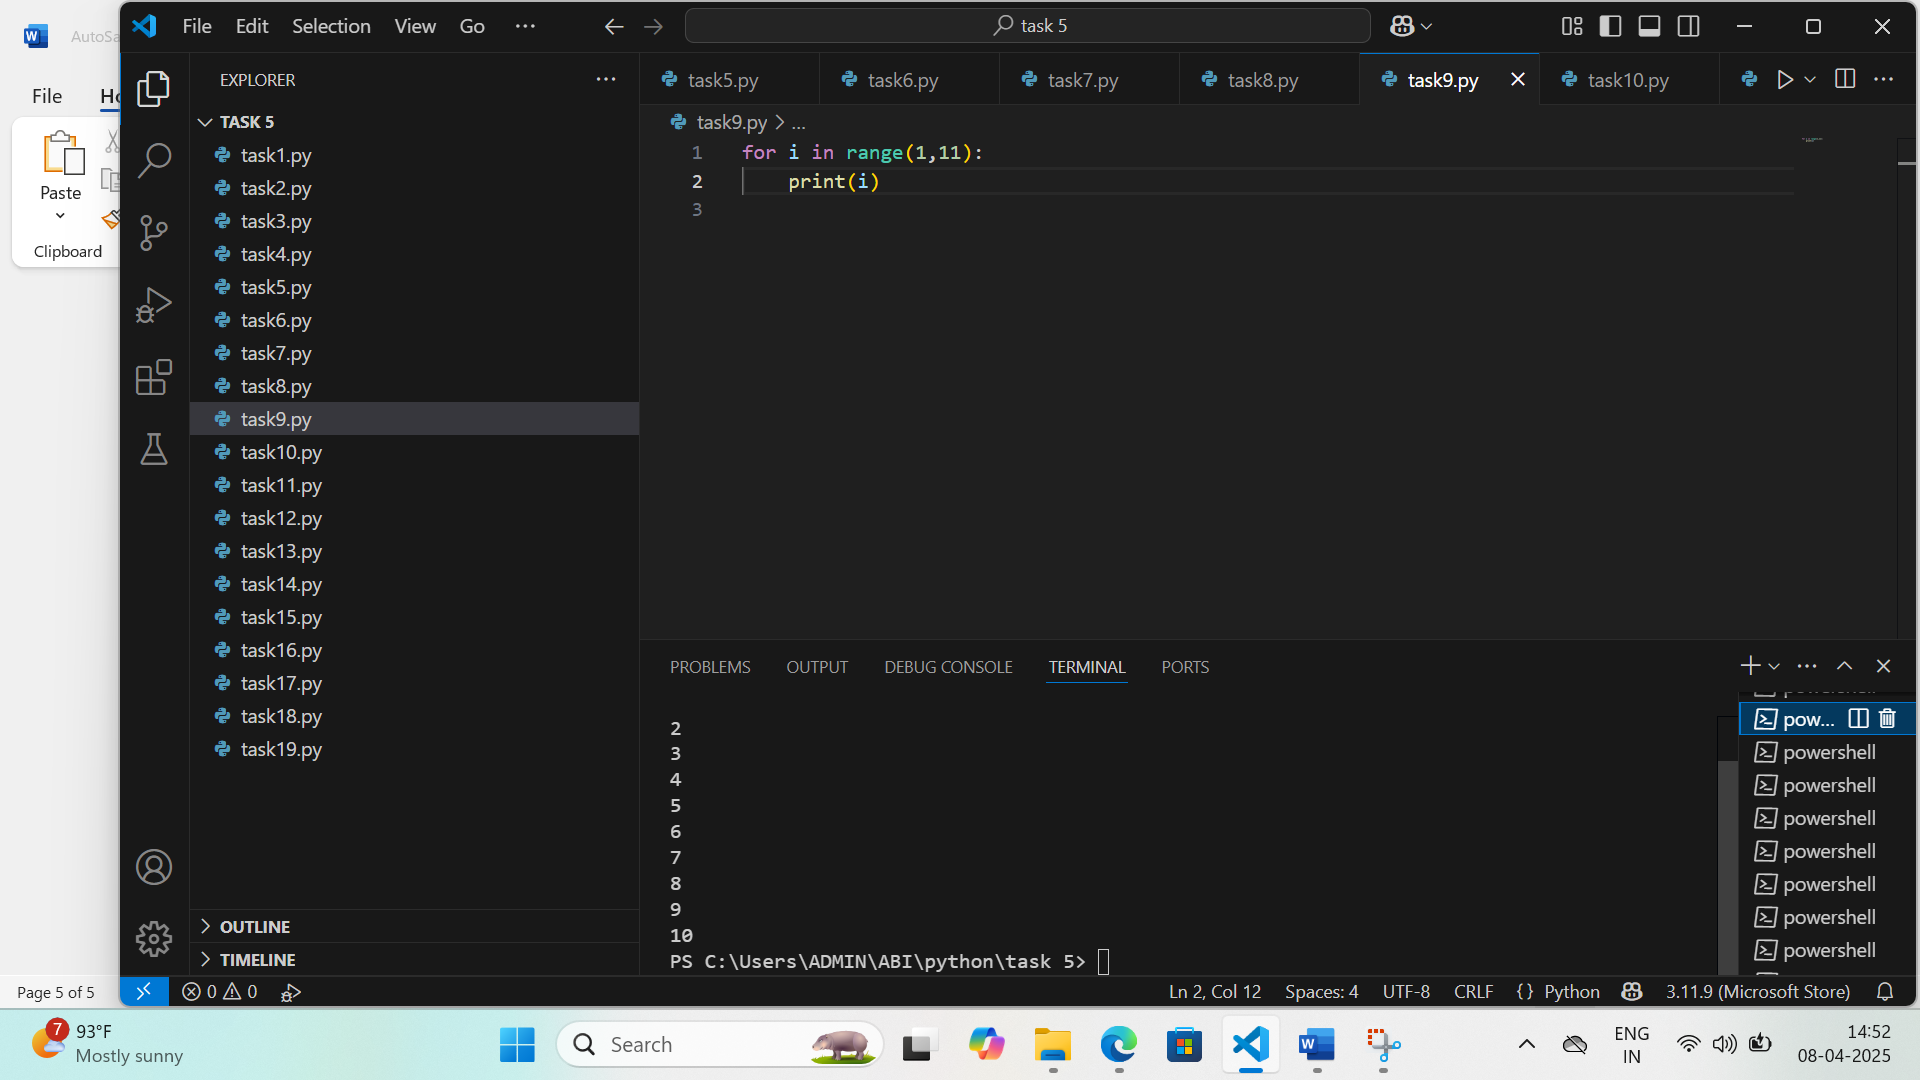 AutoSa
File
Ho
Paste
Clipboard
Page 5 of 5
File Edit Selection View Go ...
task 5
EXPLORER
TASK 5
task1.py
task2.py
task3.py
task4.py
task5.py
task6.py
task7.py
task8.py
task9.py
task10.py
task11.py
task12.py
task13.py
task14.py
task15.py
task16.py
task17.py
task18.py
task19.py
OUTLINE
TIMELINE
task5.py task6.py task7.py task8.py task9.py task10.py
task9.py > ...
1 for i in range(1,11):
2 print(i)
3
PROBLEMS OUTPUT DEBUG CONSOLE TERMINAL PORTS
2
3
4
5
6
7
8
9
10
PS C:\Users\ADMIN\ABI\python\task 5>
powershell
pow...
powershell
powershell
powershell
powershell
powershell
powershell
powershell
0 0
Ln 2, Col 12 Spaces: 4 UTF-8 CRLF {} Python 3.11.9 (Microsoft Store)
7
93°F
Mostly sunny
Search
ENG
IN
14:52
08-04-2025